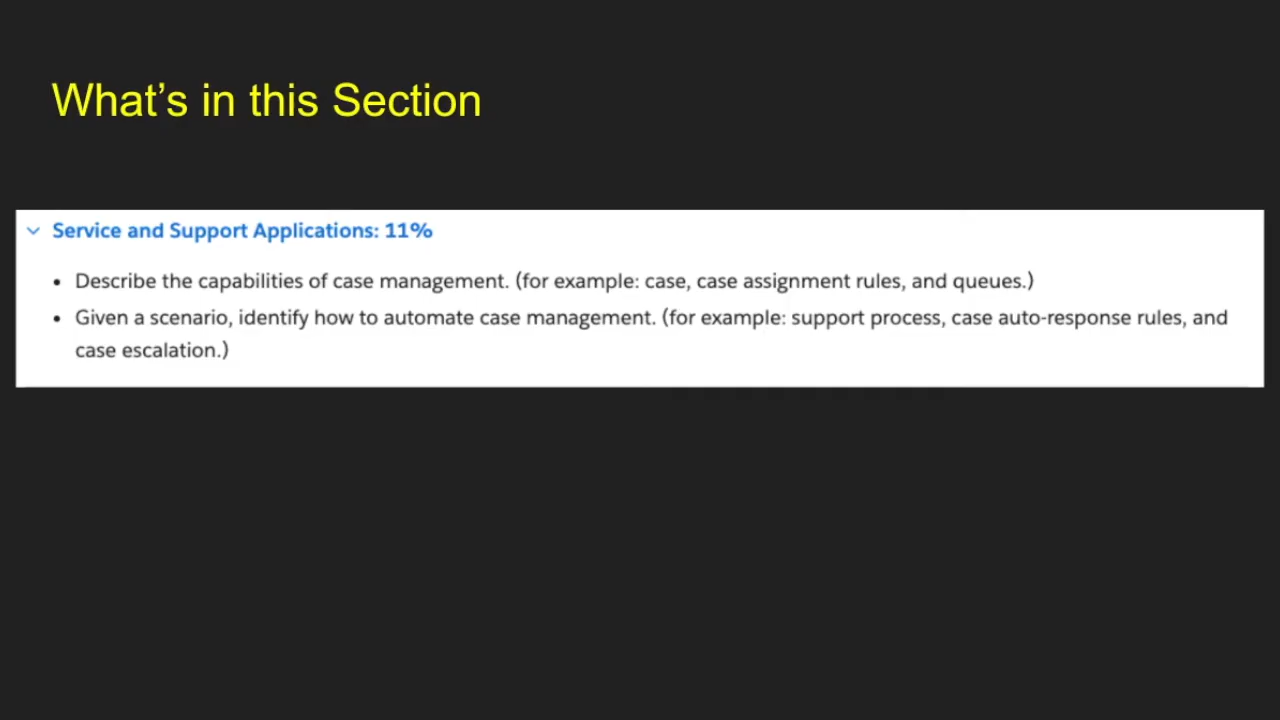 What’s in this Section
Service and Support Applications: 11%
• Describe the capabilities of case management. (for example: case, case assignment rules, and queues.)
• Given a scenario, identify how to automate case management. (for example: support process, case auto-response rules, and
case escalation.)